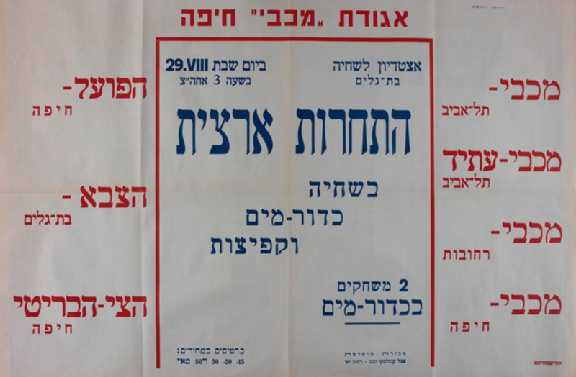 אגודת "מכבי" חיפה
אצטדיון לשחיה
בת־גלים
ביום שבת 29.VIII
בשעה 3 אחה״צ
התחרות ארצית
בשחיה
כדור-מים
וקפיצות
2 משחקים
בכדור-מים
מכבי-
תל־אביב
מכבי-עתיד
תל־אביב
מכבי-
רחובות
מכבי-
חיפה
הפועל-
חיפה
הצבא-
בת־גלים
הצי-הבריטי
חיפה
כרטיסים במחירים: